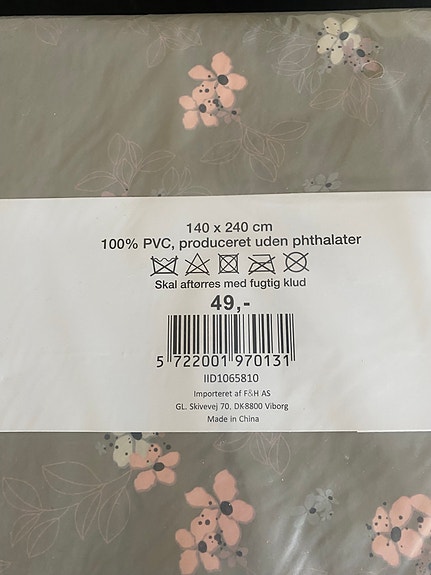 140 x 240 cm
100% PVC, produceret uden phthalater
Skal aftørres med fugtig klud
49,-
5 722001 970131
IID1065810
Importeret af F&H AS
GL. Skivevej 70. DK8800 Viborg
Made in China